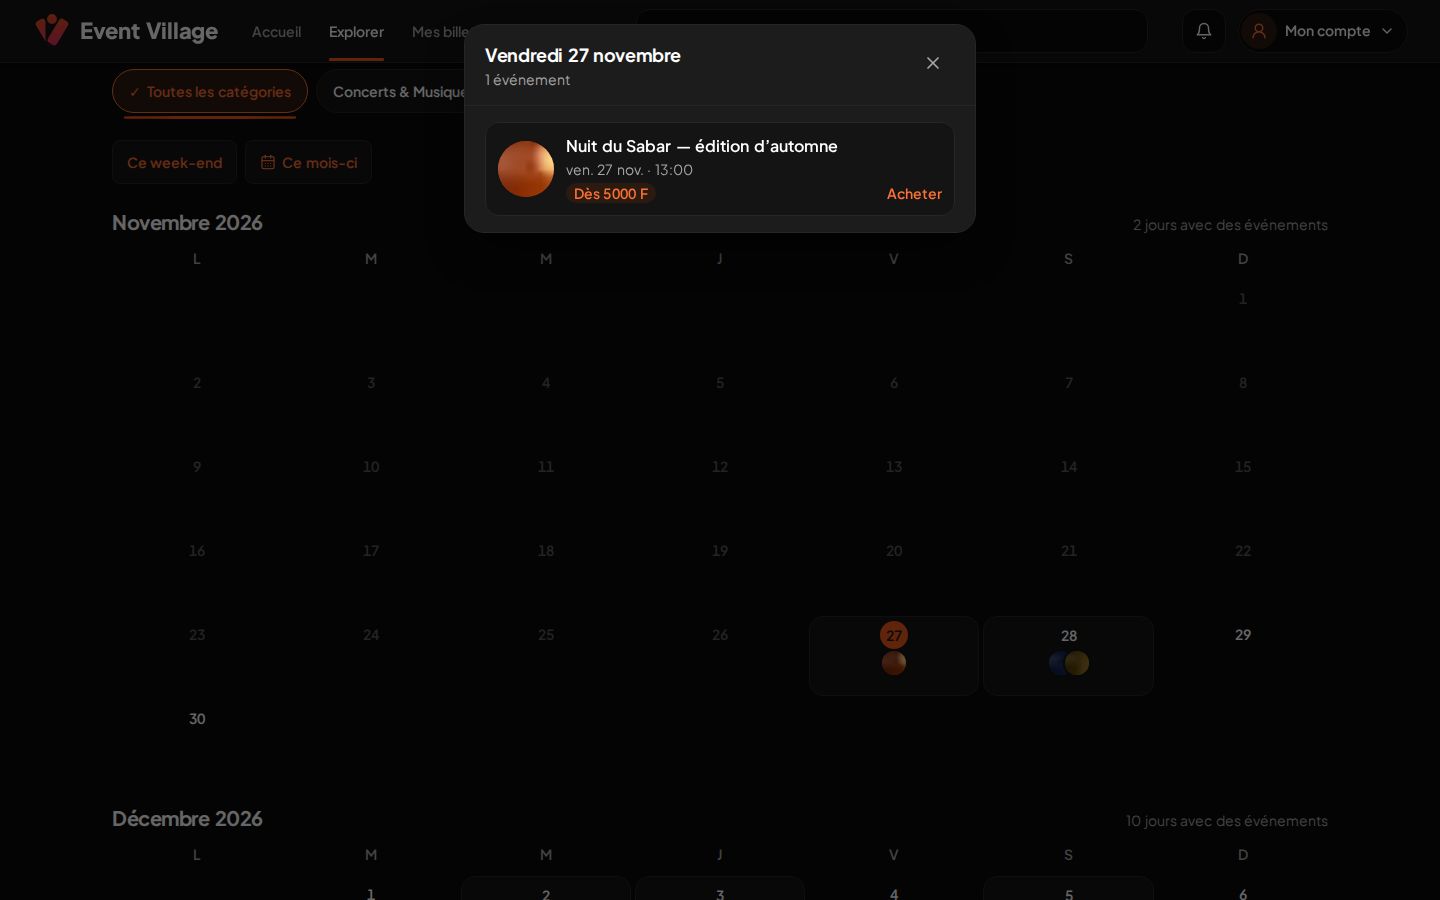 Event Village
Accueil
Explorer
Mes bille
Mon compte
Vendredi 27 novembre
1 événement
✓ Toutes les catégories
Concerts & Musique
Nuit du Sabar — édition d’automne
ven. 27 nov. · 13:00
Dès 5000 F
Acheter
Ce week-end
Ce mois-ci
Novembre 2026
2 jours avec des événements
L M M J V S D
1
2 3 4 5 6 7 8
9 10 11 12 13 14 15
16 17 18 19 20 21 22
23 24 25 26 27 28 29
30
Décembre 2026
10 jours avec des événements
L M M J V S D
1 2 3 4 5 6